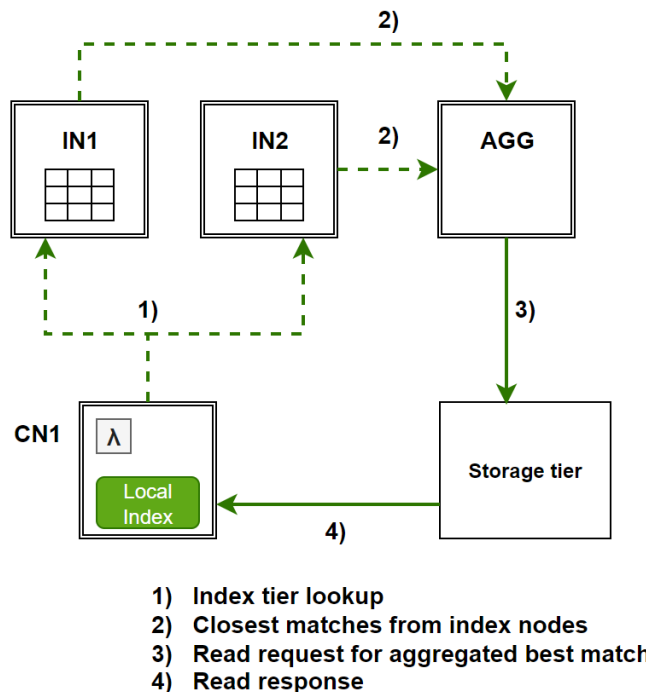 2)
IN1
IN2
2)
AGG
1)
3)
CN1
λ
Local
Index
Storage tier
4)
1) Index tier lookup
2) Closest matches from index nodes
3) Read request for aggregated best match
4) Read response